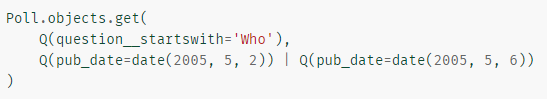 Poll.objects.get(
    Q(question__startswith='Who'),
    Q(pub_date=date(2005, 5, 2)) | Q(pub_date=date(2005, 5, 6))
)